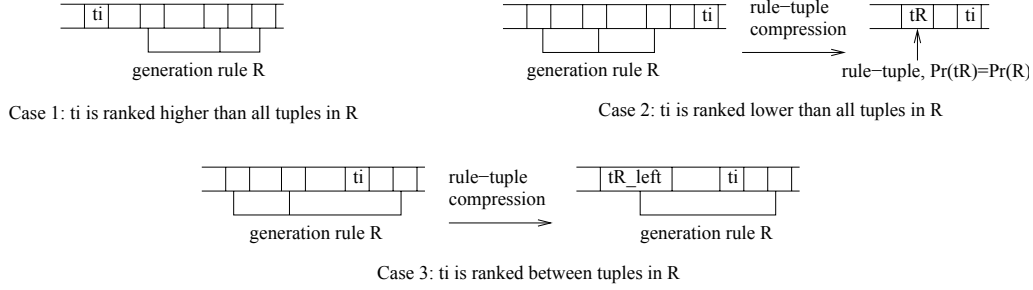 ti
generation rule R
Case 1: ti is ranked higher than all tuples in R
ti
generation rule R
rule−tuple
compression
tR ti
rule−tuple, Pr(tR)=Pr(R)
Case 2: ti is ranked lower than all tuples in R
ti
generation rule R
rule−tuple
compression
tR_left ti
generation rule R
Case 3: ti is ranked between tuples in R